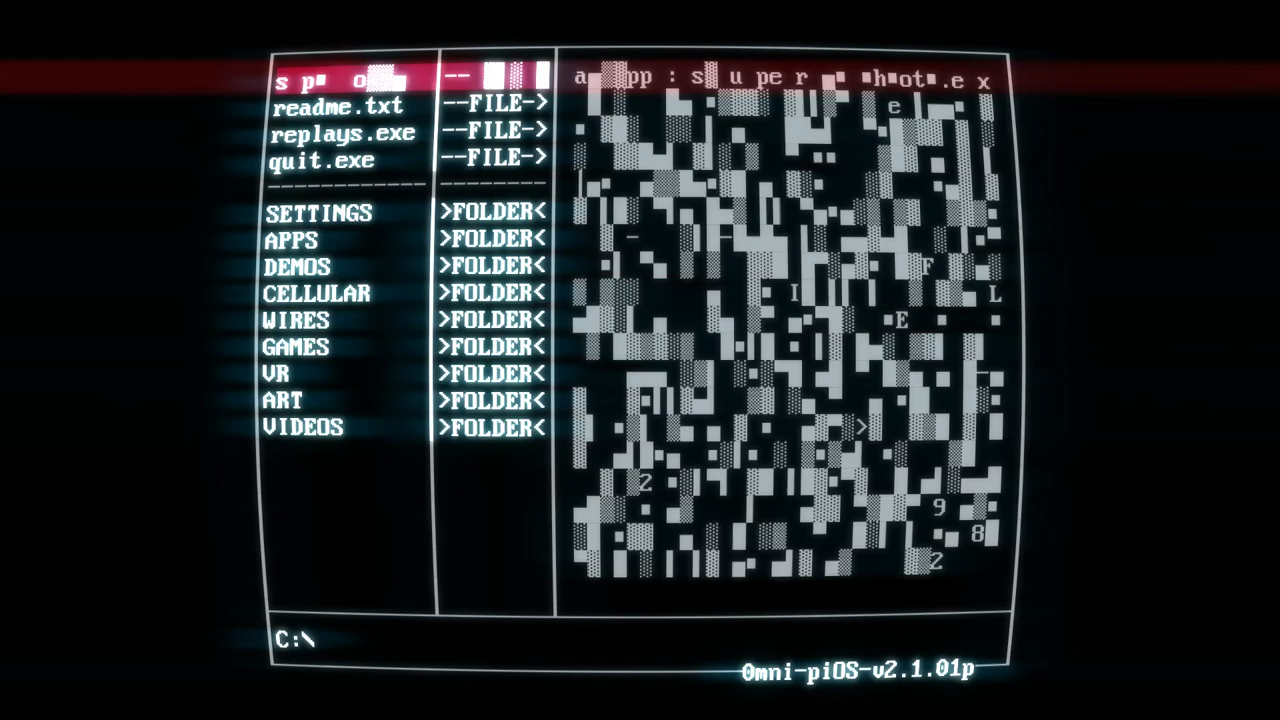 readme.txt --FILE->
replays.exe --FILE->
quit.exe --FILE->
SETTINGS >FOLDER<
APPS >FOLDER<
DEMOS >FOLDER<
CELLULAR >FOLDER<
WIRES >FOLDER<
GAMES >FOLDER<
VR >FOLDER<
ART >FOLDER<
VIDEOS >FOLDER<
C:\
0mni-piOS-v2.1.01p